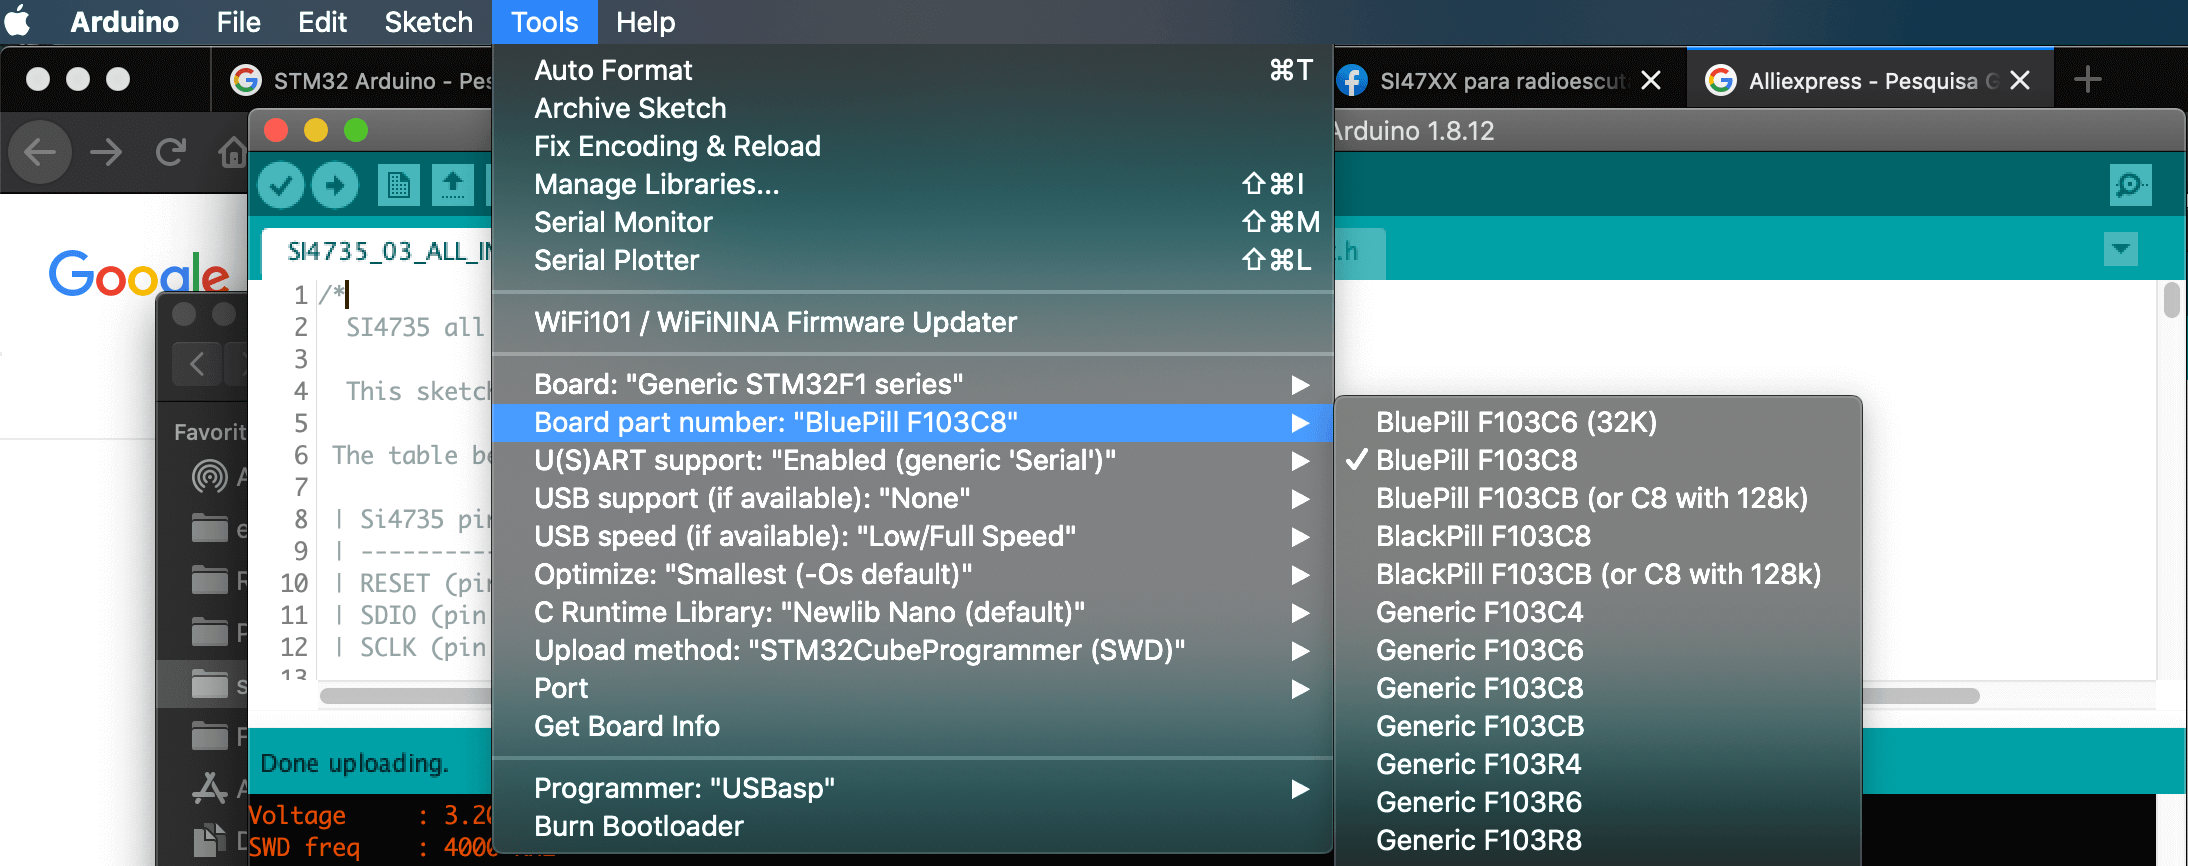 Arduino File Edit Sketch Tools Help
STM32 Arduino - Pes
SI47XX para radioescut
Alliexpress - Pesquisa G
Arduino 1.8.12
Google
SI4735_03_ALL_IN
.h
1 /*
2 SI4735 all
3
4 This sketch
5
6 The table be
7
8 | Si4735 pin
9 | ----------
10 | RESET (pin
11 | SDIO (pin
12 | SCLK (pin
13
Favorit
Done uploading.
Voltage : 3.20
SWD freq : 4000
Auto Format ⌘T
Archive Sketch
Fix Encoding & Reload
Manage Libraries... ⇧⌘I
Serial Monitor ⇧⌘M
Serial Plotter ⇧⌘L
WiFi101 / WiFiNINA Firmware Updater
Board: "Generic STM32F1 series"
Board part number: "BluePill F103C8"
U(S)ART support: "Enabled (generic 'Serial')"
USB support (if available): "None"
USB speed (if available): "Low/Full Speed"
Optimize: "Smallest (-Os default)"
C Runtime Library: "Newlib Nano (default)"
Upload method: "STM32CubeProgrammer (SWD)"
Port
Get Board Info
Programmer: "USBasp"
Burn Bootloader
BluePill F103C6 (32K)
✓ BluePill F103C8
BluePill F103CB (or C8 with 128k)
BlackPill F103C8
BlackPill F103CB (or C8 with 128k)
Generic F103C4
Generic F103C6
Generic F103C8
Generic F103CB
Generic F103R4
Generic F103R6
Generic F103R8